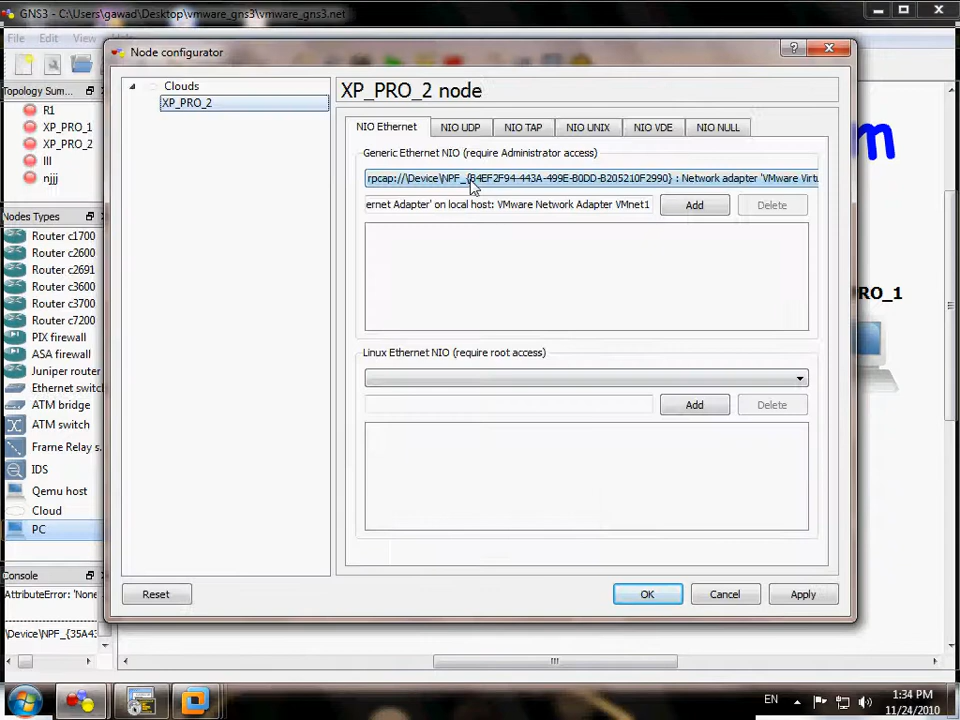 GNS3 - C:\Users\gawad\Desktop\vmware_gns3\vmware_gns3.net
File Edit View
Topology Sum...
R1
XP_PRO_1
XP_PRO_2
lll
njjj
Nodes Types
Router c1700
Router c2600
Router c2691
Router c3600
Router c3700
Router c7200
PIX firewall
ASA firewall
Juniper router
Ethernet switc
ATM bridge
ATM switch
Frame Relay s.
IDS
Qemu host
Cloud
PC
Console
AttributeError: 'None
\Device\NPF_{35A43
Node configurator
Clouds
XP_PRO_2
Reset
XP_PRO_2 node
NIO Ethernet NIO UDP NIO TAP NIO UNIX NIO VDE NIO NULL
Generic Ethernet NIO (require Administrator access)
rpcap://\Device\NPF_{B4EF2F94-443A-499E-B0DD-B205210F2990} : Network adapter 'VMware Virtu
ernet Adapter' on local host: VMware Network Adapter VMnet1 Add Delete
Linux Ethernet NIO (require root access)
Add Delete
OK Cancel Apply
m
RO_1
EN
1:34 PM
11/24/2010